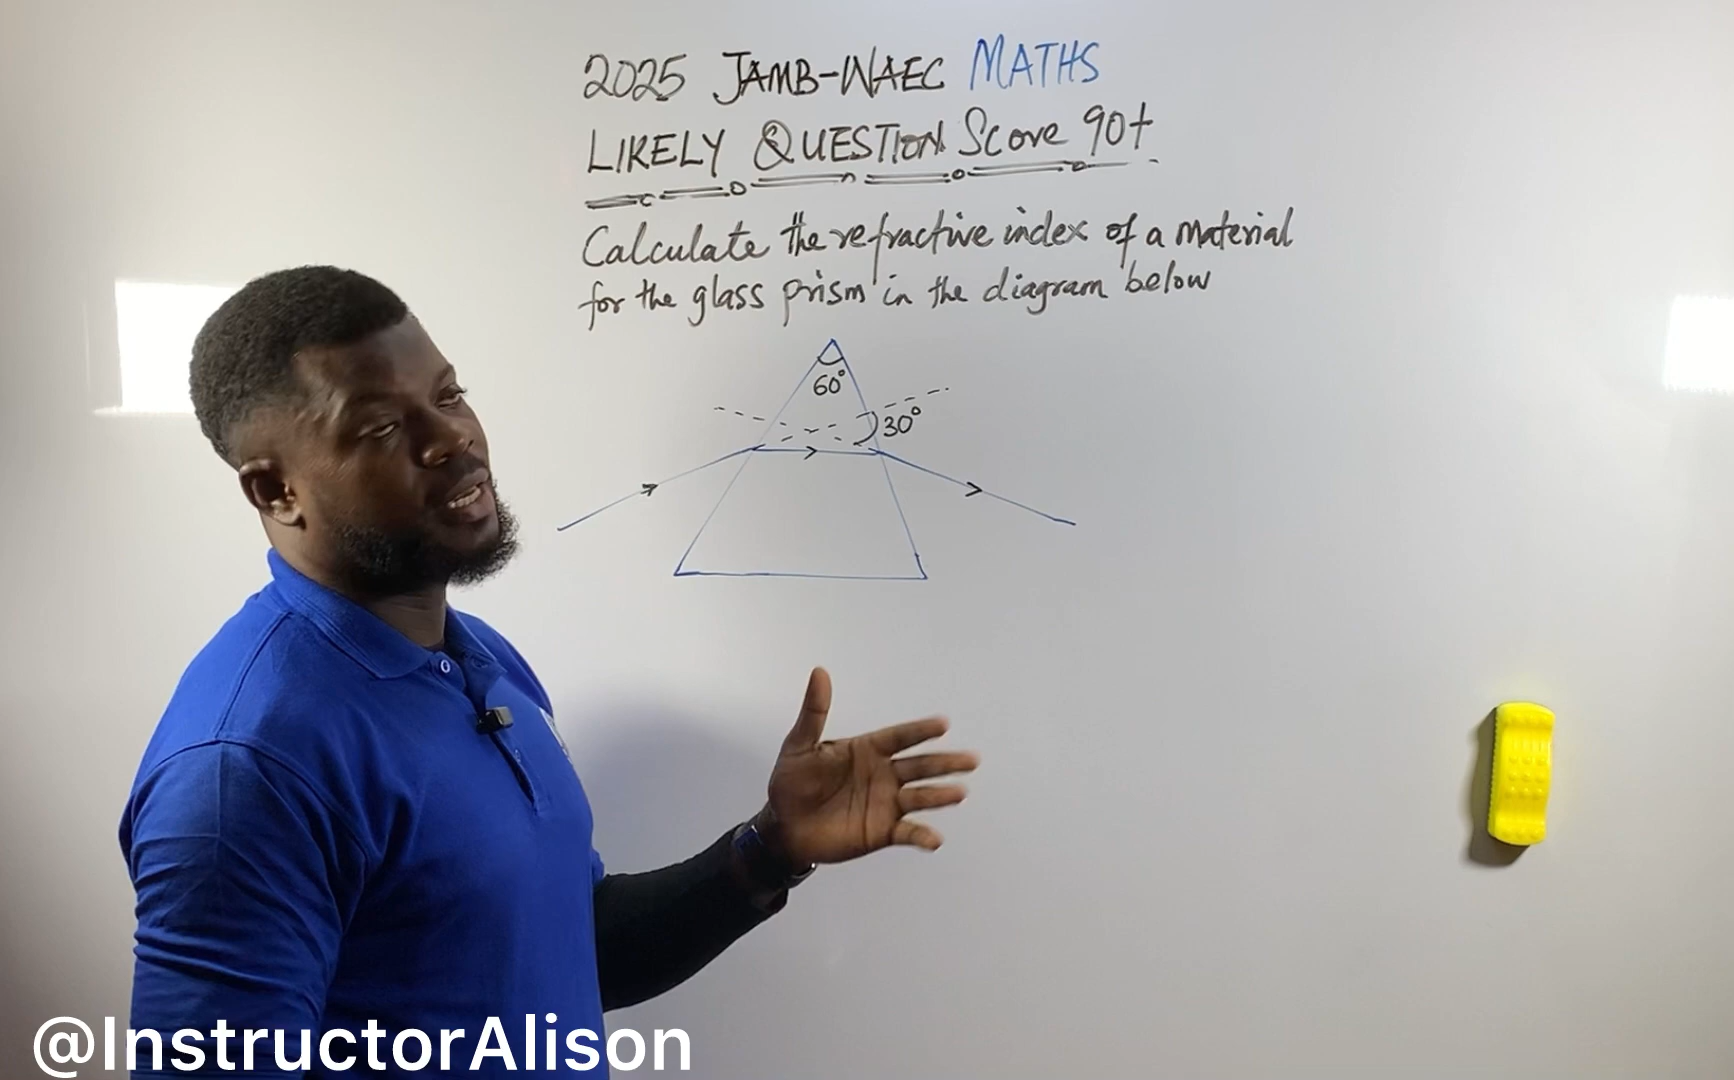 2025 JAMB-WAEC MATHS
LIKELY QUESTION Score 90+
Calculate the refractive index of a material
for the glass prism in the diagram below
60°
30°
@InstructorAlison